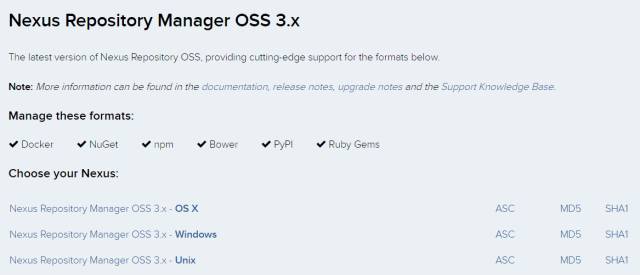 Nexus Repository Manager OSS 3.x
The latest version of Nexus Repository OSS, providing cutting-edge support for the formats below.
Note: More information can be found in the documentation, release notes, upgrade notes and the Support Knowledge Base.
Manage these formats:
✔ Docker ✔ NuGet ✔ npm ✔ Bower ✔ PyPI ✔ Ruby Gems
Choose your Nexus:
Nexus Repository Manager OSS 3.x - OS X ASC MD5 SHA1
Nexus Repository Manager OSS 3.x - Windows ASC MD5 SHA1
Nexus Repository Manager OSS 3.x - Unix ASC MD5 SHA1